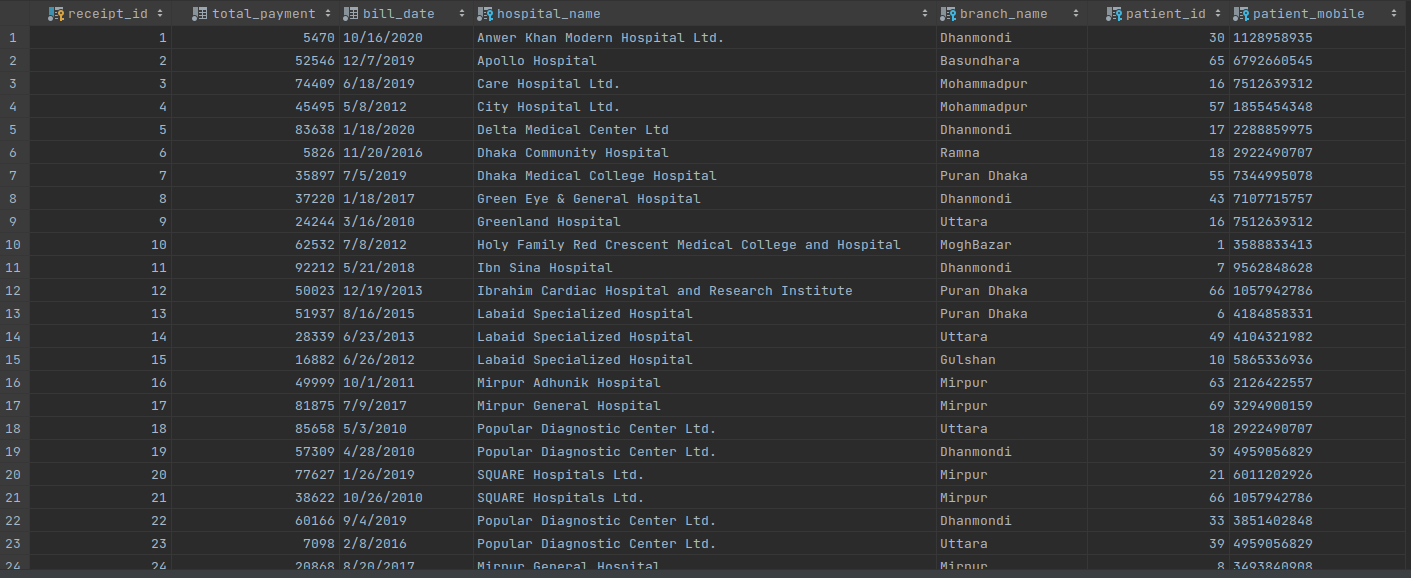 receipt_id total_payment bill_date hospital_name branch_name patient_id patient_mobile
1 1 5470 10/16/2020 Anwer Khan Modern Hospital Ltd. Dhanmondi 30 1128958935
2 2 52546 12/7/2019 Apollo Hospital Basundhara 65 6792660545
3 3 74409 6/18/2019 Care Hospital Ltd. Mohammadpur 16 7512639312
4 4 45495 5/8/2012 City Hospital Ltd. Mohammadpur 57 1855454348
5 5 83638 1/18/2020 Delta Medical Center Ltd Dhanmondi 17 2288859975
6 6 5826 11/20/2016 Dhaka Community Hospital Ramna 18 2922490707
7 7 35897 7/5/2019 Dhaka Medical College Hospital Puran Dhaka 55 7344995078
8 8 37220 1/18/2017 Green Eye & General Hospital Dhanmondi 43 7107715757
9 9 24244 3/16/2010 Greenland Hospital Uttara 16 7512639312
10 10 62532 7/8/2012 Holy Family Red Crescent Medical College and Hospital MoghBazar 1 3588833413
11 11 92212 5/21/2018 Ibn Sina Hospital Dhanmondi 7 9562848628
12 12 50023 12/19/2013 Ibrahim Cardiac Hospital and Research Institute Puran Dhaka 66 1057942786
13 13 51937 8/16/2015 Labaid Specialized Hospital Puran Dhaka 6 4184858331
14 14 28339 6/23/2013 Labaid Specialized Hospital Uttara 49 4104321982
15 15 16882 6/26/2012 Labaid Specialized Hospital Gulshan 10 5865336936
16 16 49999 10/1/2011 Mirpur Adhunik Hospital Mirpur 63 2126422557
17 17 81875 7/9/2017 Mirpur General Hospital Mirpur 69 3294900159
18 18 85658 5/3/2010 Popular Diagnostic Center Ltd. Uttara 18 2922490707
19 19 57309 4/28/2010 Popular Diagnostic Center Ltd. Dhanmondi 39 4959056829
20 20 77627 1/26/2019 SQUARE Hospitals Ltd. Mirpur 21 6011202926
21 21 38622 10/26/2010 SQUARE Hospitals Ltd. Mirpur 66 1057942786
22 22 60166 9/4/2019 Popular Diagnostic Center Ltd. Dhanmondi 33 3851402848
23 23 7098 2/8/2016 Popular Diagnostic Center Ltd. Uttara 39 4959056829
24 24 20868 8/20/2017 Mirpur General Hospital Mirpur 8 3493840908